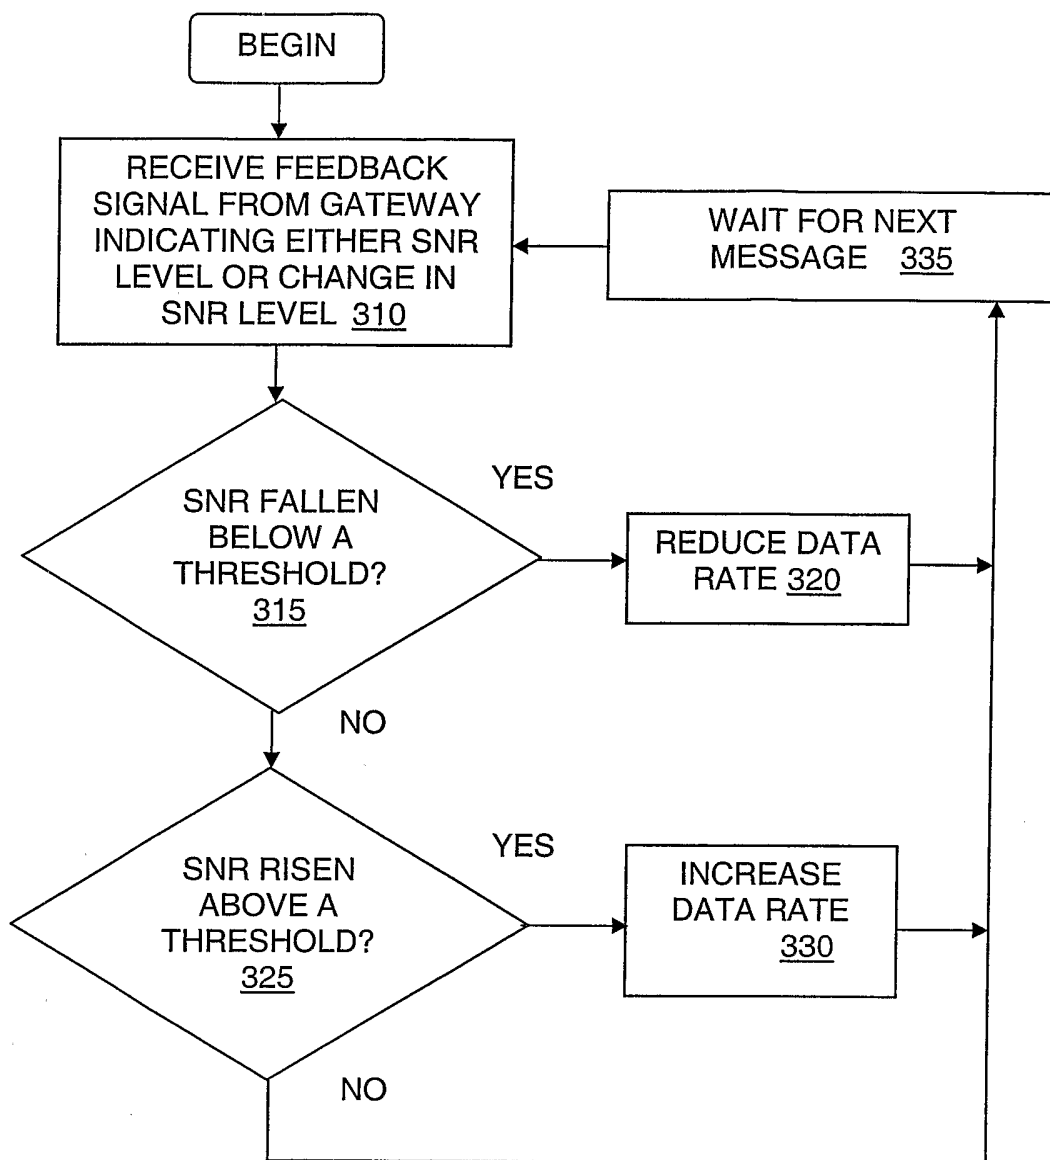 BEGIN
RECEIVE FEEDBACK
SIGNAL FROM GATEWAY
INDICATING EITHER SNR
LEVEL OR CHANGE IN
SNR LEVEL 310
WAIT FOR NEXT
MESSAGE 335
SNR FALLEN
BELOW A
THRESHOLD?
315
YES
REDUCE DATA
RATE 320
NO
SNR RISEN
ABOVE A
THRESHOLD?
325
YES
INCREASE
DATA RATE
330
NO